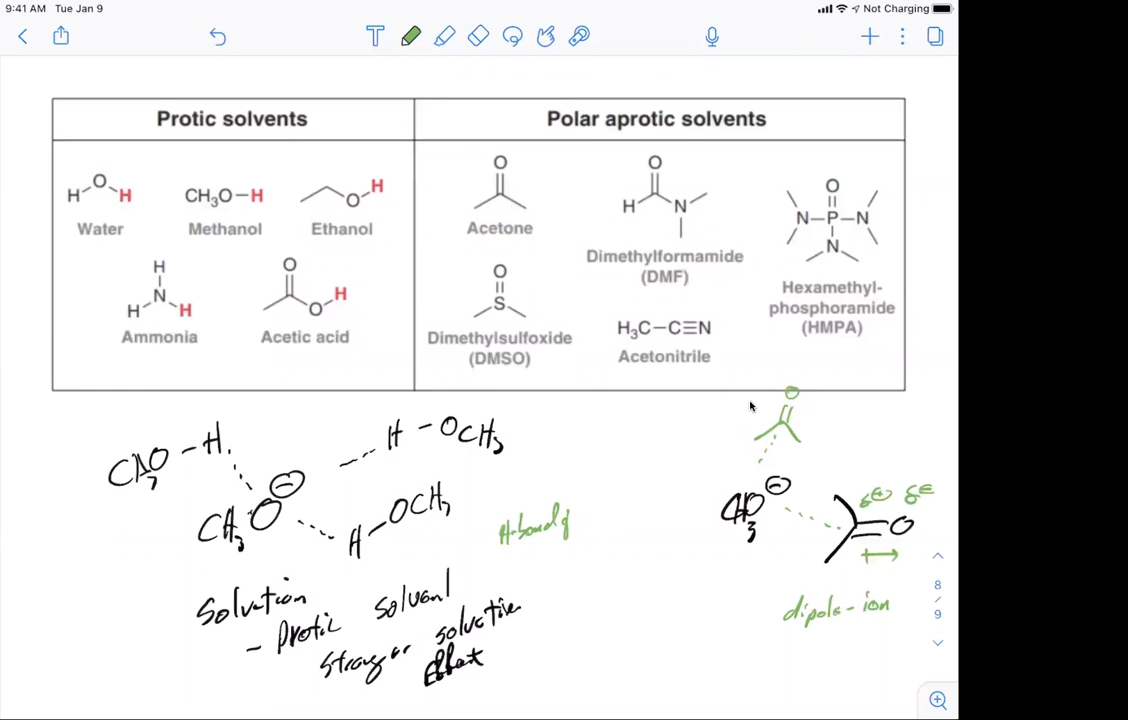 9:41 AM Tue Jan 9
Not Charging
T
Protic solvents
Polar aprotic solvents
H O H
CH3O–H
O H
Water
Methanol
Ethanol
H
H N H
O
O H
Ammonia
Acetic acid
O
Acetone
O
H N
Dimethylformamide
(DMF)
O
S
Dimethylsulfoxide
(DMSO)
H3C–C≡N
Acetonitrile
O
N–P–N
N
Hexamethyl-
phosphoramide
(HMPA)
CH3O – H
H – OCH3
CH3O ⊖
H – OCH3
H-bonding
Solvation
– Protic solvent
stronger solvation
effect
O
CH3O ⊖
δ⊕ δ⊖
O
dipole-ion
8
/
9